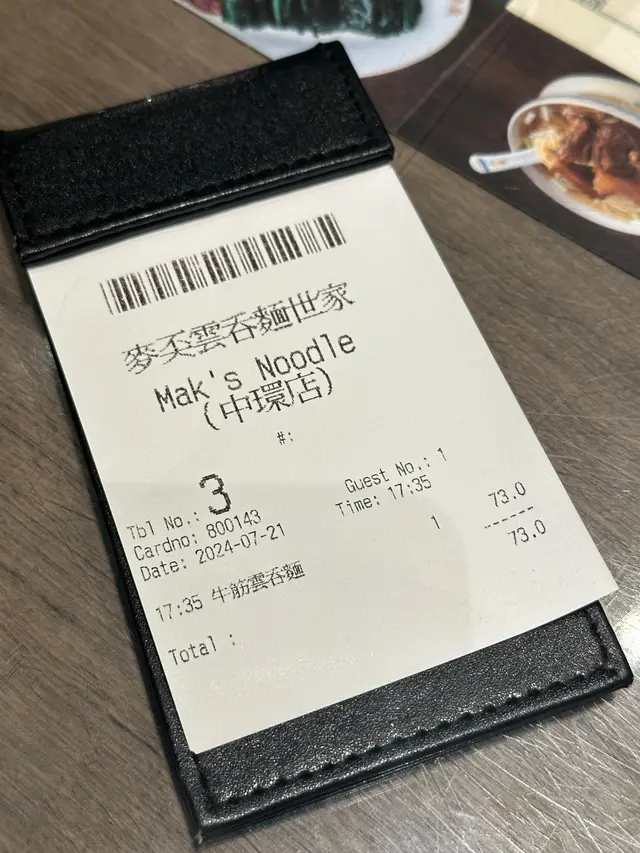 麥奀雲吞麵世家
Mak's Noodle
(中環店)
#:
Tbl No.: 3 Guest No.: 1
Cardno: 800143 Time: 17:35
Date: 2024-07-21
17:35 牛筋雲吞麵 1 73.0
Total : 73.0